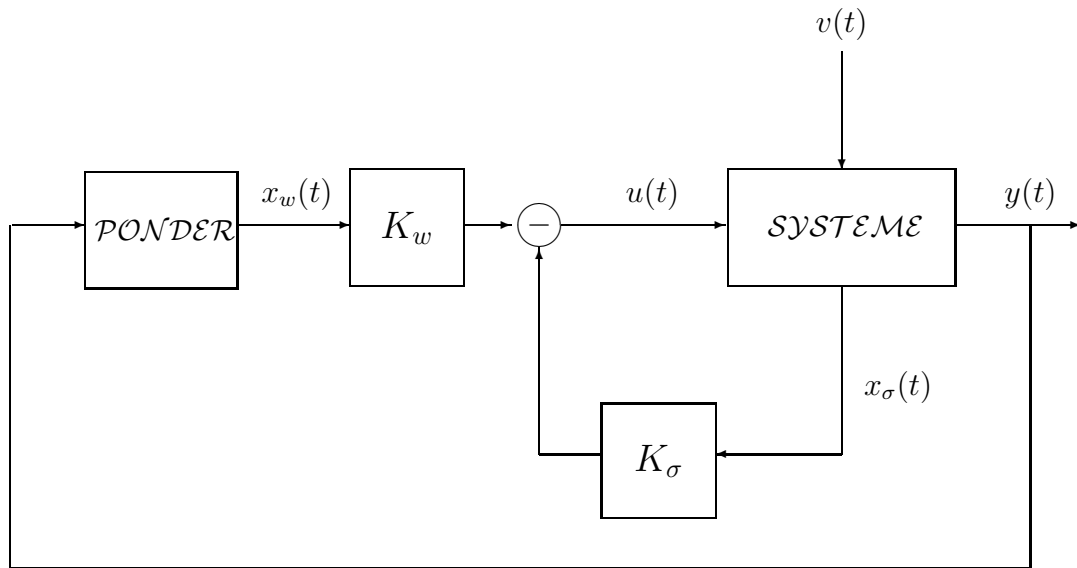 v(t)
PONDER
x_w(t)
K_w
−
u(t)
SYSTEME
y(t)
x_σ(t)
K_σ